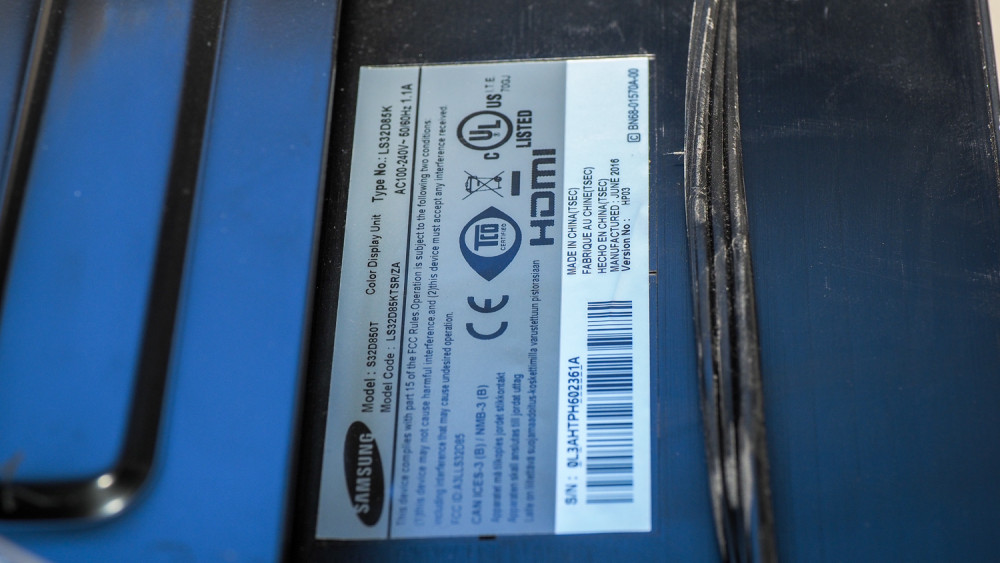 SAMSUNG
Model : S32D850T Color Display Unit Type No.: LS32D85K
Model Code : LS32D85KTSR/ZA AC100-240V~ 50/60Hz 1.1A
This device complies with part 15 of the FCC Rules.Operation is subject to the following two conditions:
(1)this device may not cause harmful interference,and (2)this device must accept any interference received,
including interference that may cause undesired operation.
FCC ID:A3LLS32D85
CAN ICES-3 (B) / NMB-3 (B)
Apparatet må tilkoples jordet stikkontakt
Apparaten skall anslutas till jordat uttag
Laite on liitettävä suojamaadoitus-koskettimilla varustettuun pistorasiaan
CE
TCO
CERTIFIED
C UL US I.T.E.
70GJ
LISTED
HDMI
S/N : 0L3AHTPH602361A
MADE IN CHINA(TSEC)
FABRIQUE AU CHINE(TSEC)
HECHO EN CHINA(TSEC)
MANUFACTURED : JUNE 2016
Version No : HP03
(C) BN68-01570A-00